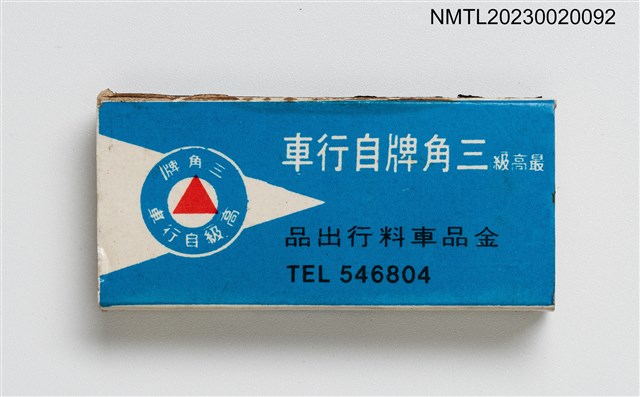 NMTL20230020092
最高級三角牌自行車
金品車料行出品
TEL 546804
三角牌
高級自行車